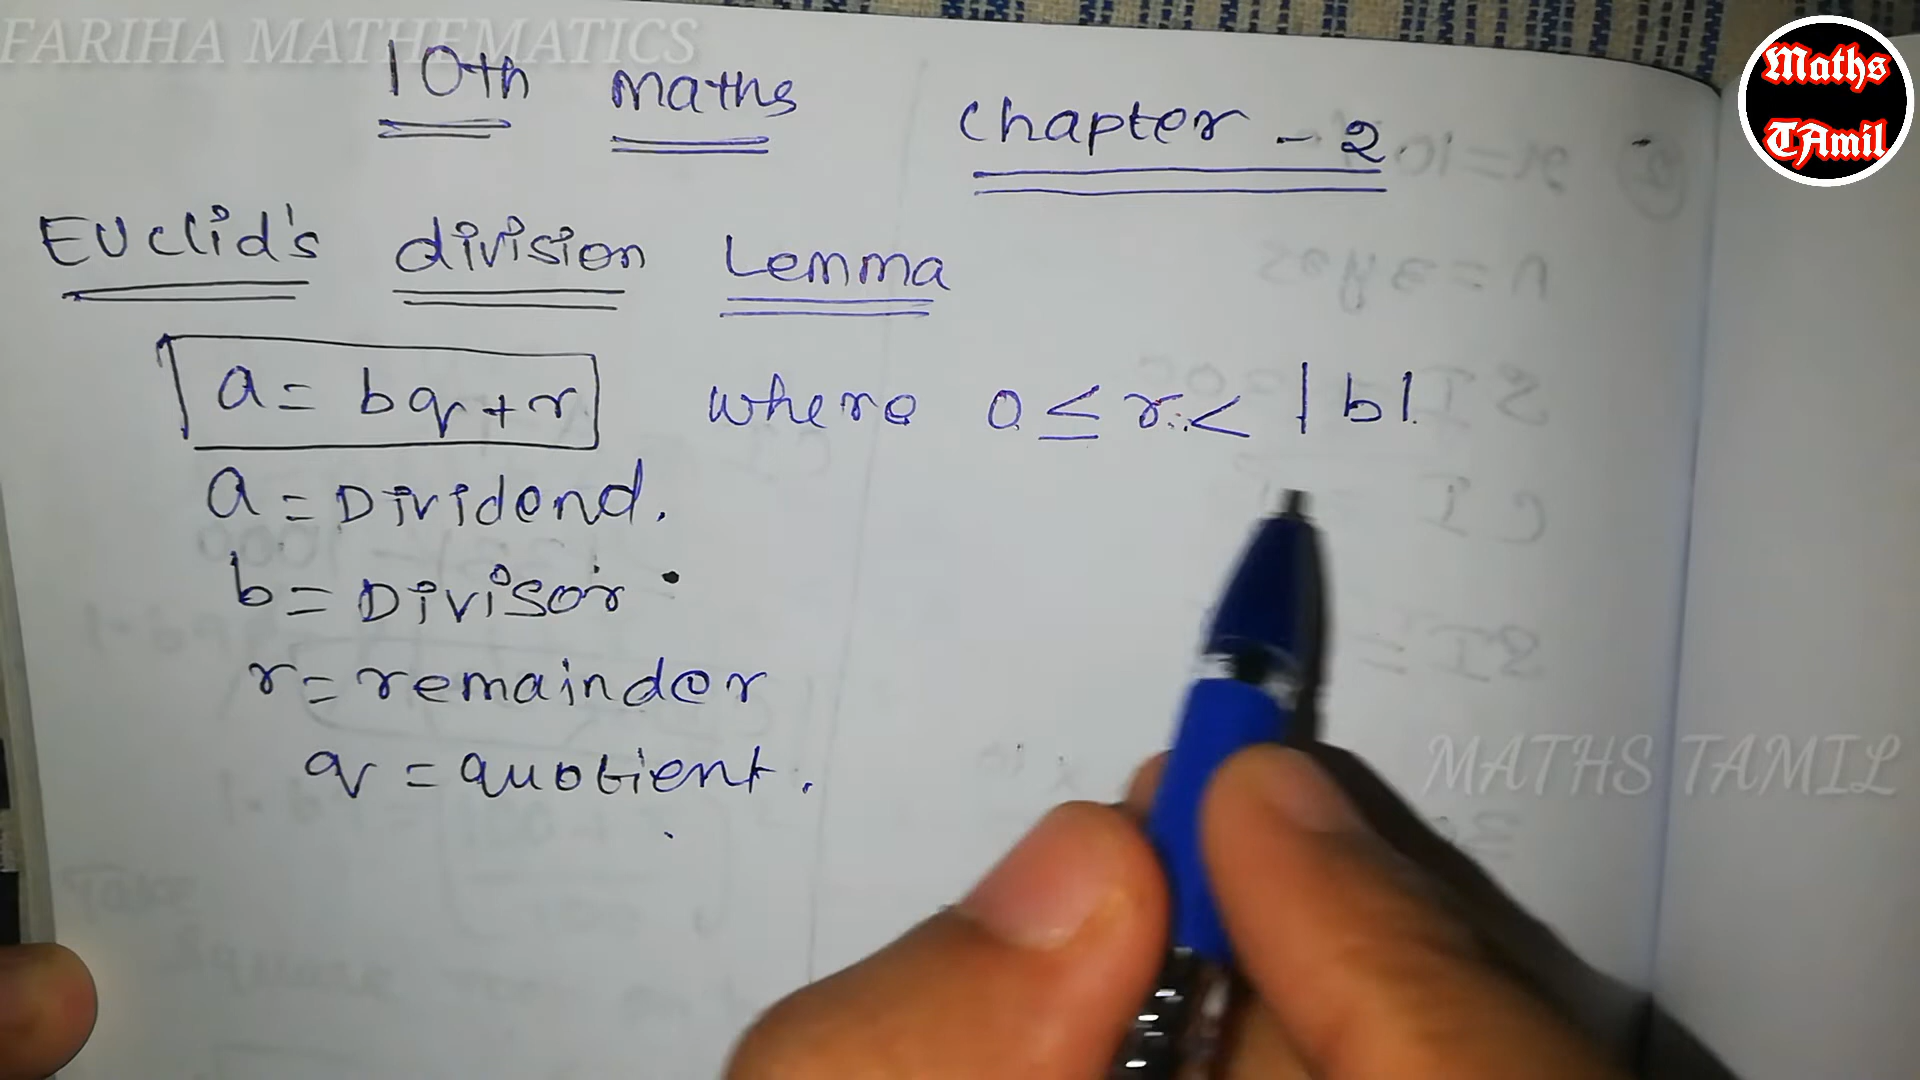 FARIHA MATHEMATICS
Maths
TAmil
10th maths chapter - 2
Euclid's division Lemma
a = bq + r where 0 ≤ r < |b|
a = Dividend.
b = Divisor
r = remainder
q = quotient.
MATHS TAMIL